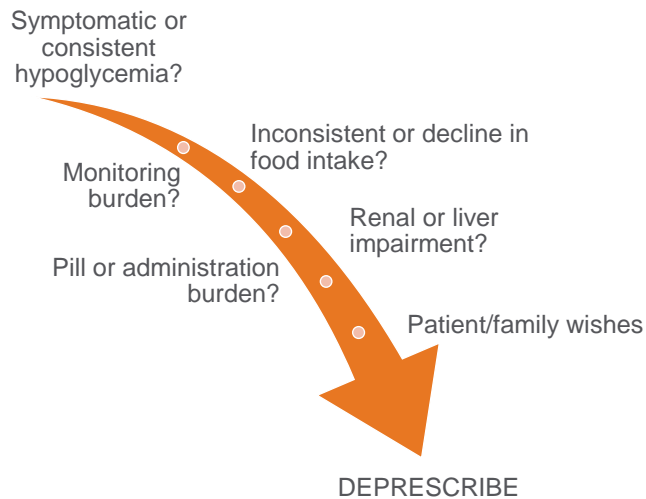 Symptomatic or
consistent
hypoglycemia?
Inconsistent or decline in
food intake?
Monitoring
burden?
Renal or liver
impairment?
Pill or administration
burden?
Patient/family wishes
DEPRESCRIBE